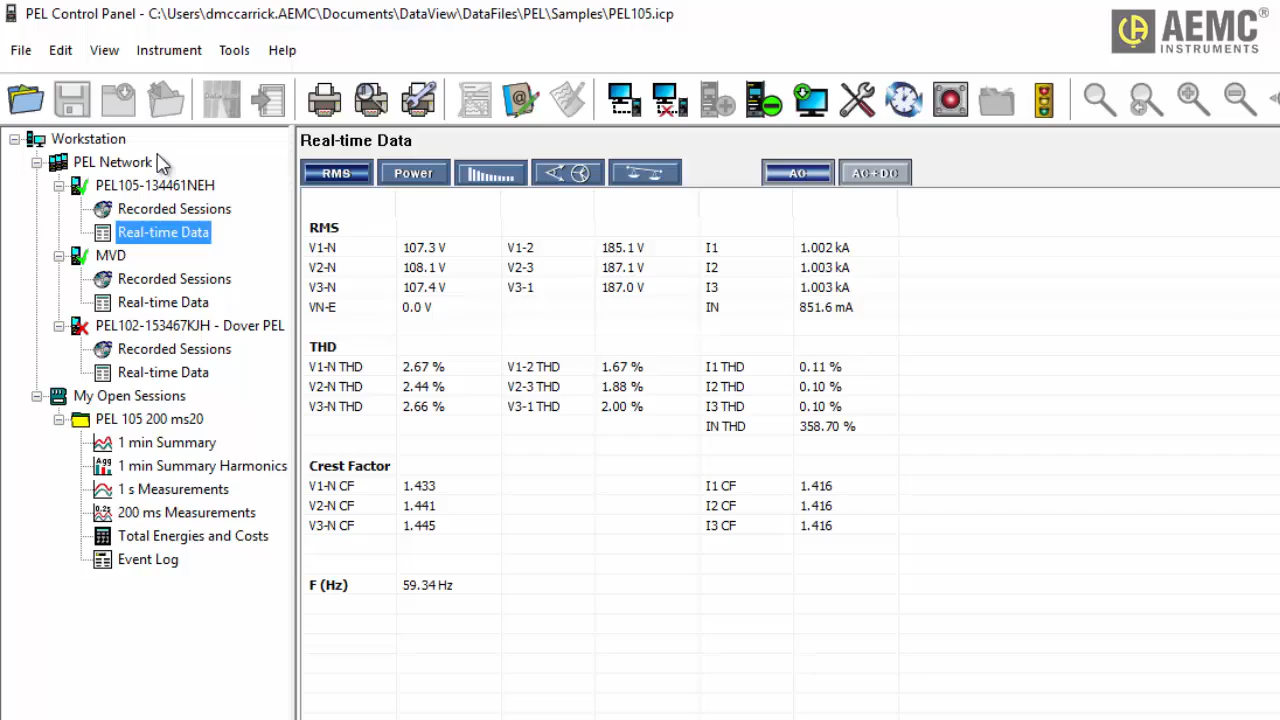 PEL Control Panel - C:\Users\dmccarrick.AEMC\Documents\DataView\DataFiles\PEL\Samples\PEL105.icp
AEMC®
INSTRUMENTS
File Edit View Instrument Tools Help
Workstation
PEL Network
PEL105-134461NEH
Recorded Sessions
Real-time Data
MVD
Recorded Sessions
Real-time Data
PEL102-153467KJH - Dover PEL
Recorded Sessions
Real-time Data
My Open Sessions
PEL 105 200 ms20
1 min Summary
Agg 1 min Summary Harmonics
1 s Measurements
0.2s 200 ms Measurements
Total Energies and Costs
Event Log
Real-time Data
RMS Power AC AC+DC
RMS
V1-N 107.3 V V1-2 185.1 V I1 1.002 kA
V2-N 108.1 V V2-3 187.1 V I2 1.003 kA
V3-N 107.4 V V3-1 187.0 V I3 1.003 kA
VN-E 0.0 V IN 851.6 mA
THD
V1-N THD 2.67 % V1-2 THD 1.67 % I1 THD 0.11 %
V2-N THD 2.44 % V2-3 THD 1.88 % I2 THD 0.10 %
V3-N THD 2.66 % V3-1 THD 2.00 % I3 THD 0.10 %
IN THD 358.70 %
Crest Factor
V1-N CF 1.433 I1 CF 1.416
V2-N CF 1.441 I2 CF 1.416
V3-N CF 1.445 I3 CF 1.416
F (Hz) 59.34 Hz